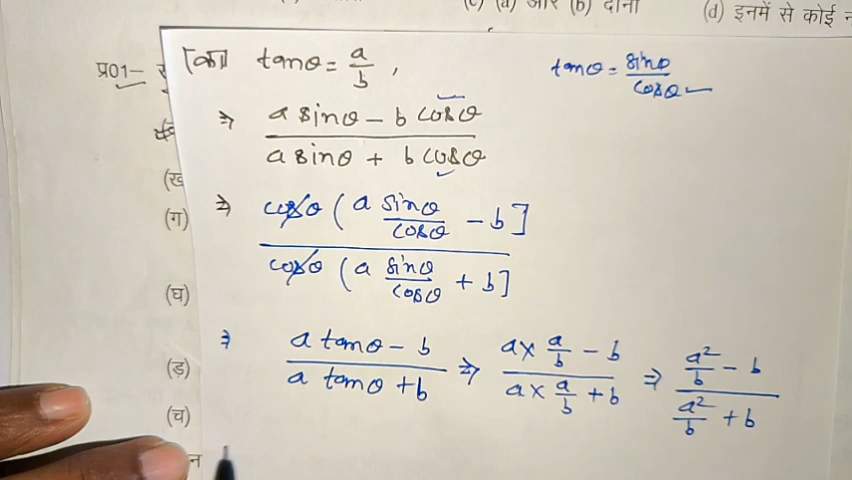 (c) (a) और (b) दोनों (d) इनमें से कोई न
प्र01–
tanθ = a/b , tanθ = sinθ/cosθ
⇒ (a sinθ − b cosθ)/(a sinθ + b cosθ)
(ख
(ग) ⇒ cosθ ( a sinθ/cosθ − b ]/cosθ ( a sinθ/cosθ + b ]
(घ)
(ड़) ⇒ (a tanθ − b)/(a tanθ + b) ⇒ (a × a/b − b)/(a × a/b + b) ⇒ (a²/b − b)/(a²/b + b)
(च)
न